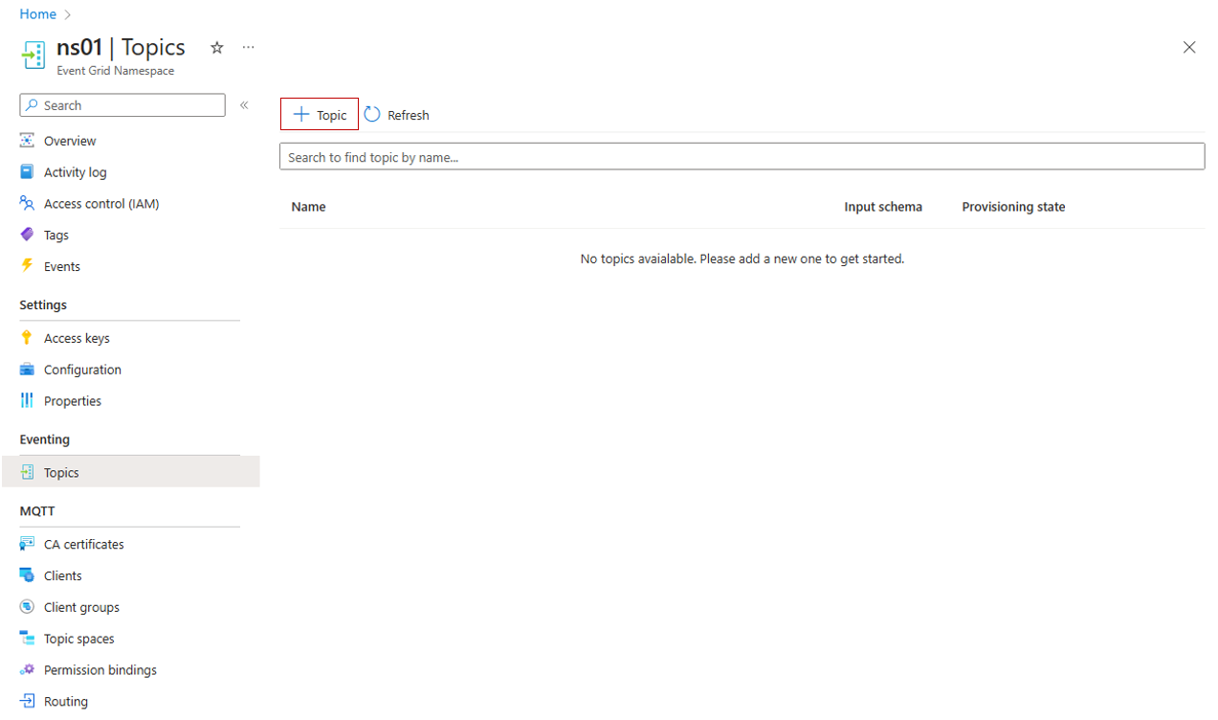 Home
ns01 | Topics
Event Grid Namespace
Search
Overview
Activity log
Access control (IAM)
Tags
Events
Settings
Access keys
Configuration
Properties
Eventing
Topics
MQTT
CA certificates
Clients
Client groups
Topic spaces
Permission bindings
Routing
Topic Refresh
Search to find topic by name...
Name Input schema Provisioning state
No topics avaialable. Please add a new one to get started.